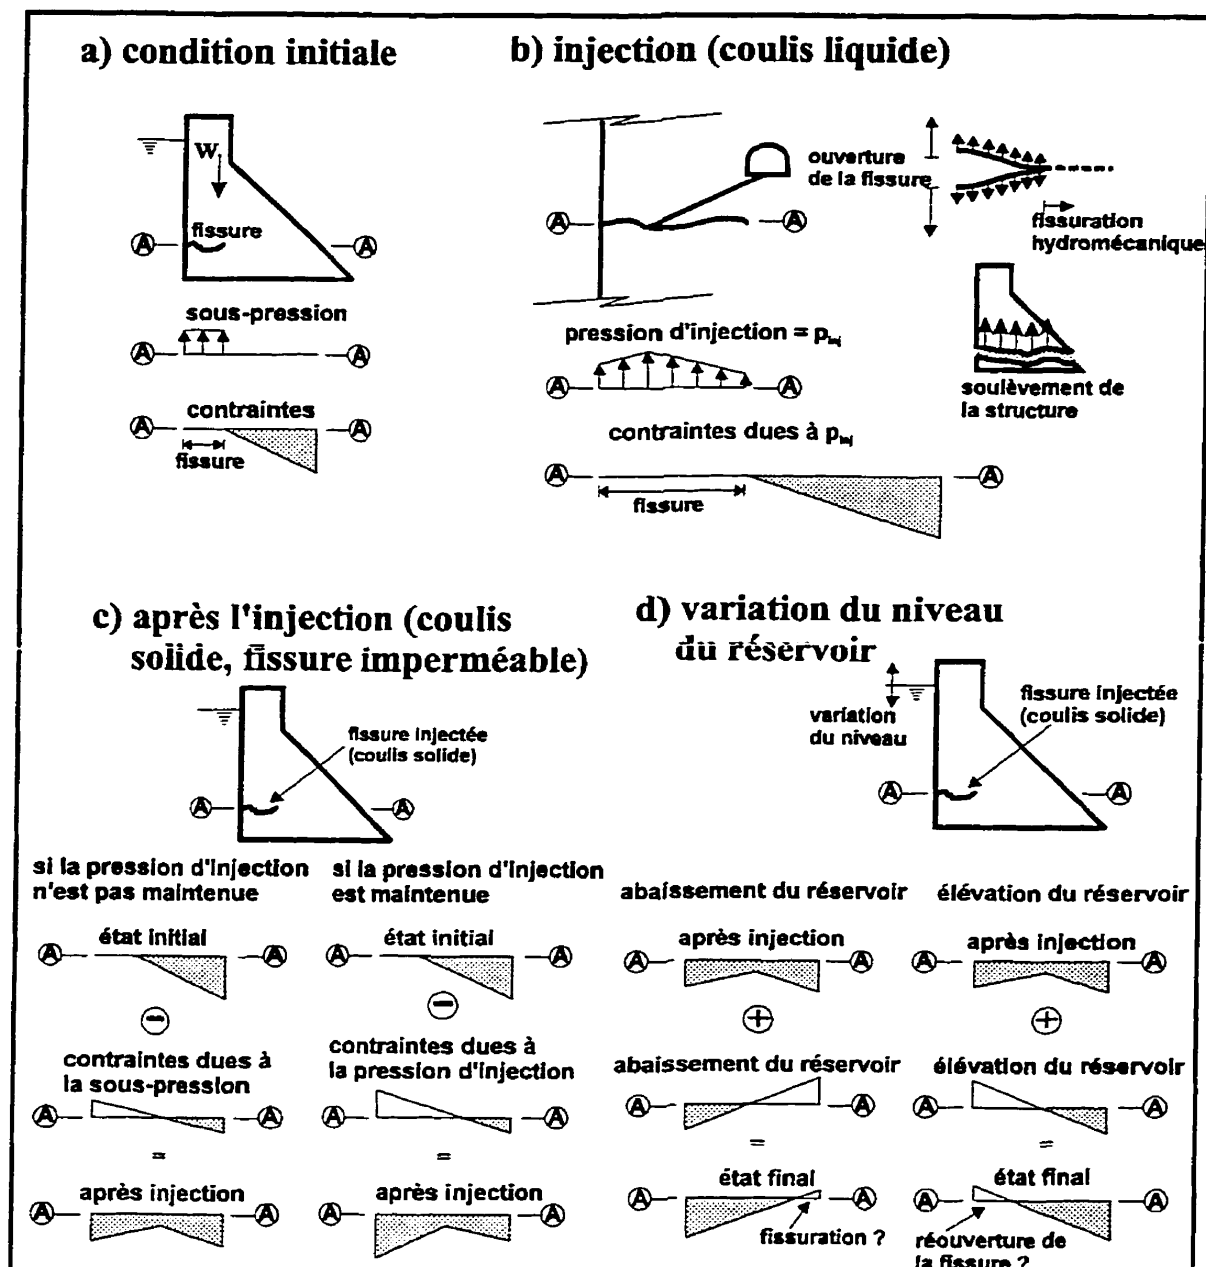 a) condition initiale
W
fissure
A A
sous-pression
A A
contraintes
A A
fissure
b) injection (coulis liquide)
ouverture
de la fissure
A A
fissuration
hydromécanique
pression d'injection = p_inj
A A
soulèvement de
la structure
contraintes dues à p_inj
A A
fissure
c) après l'injection (coulis
solide, fissure imperméable)
fissure injectée
(coulis solide)
A A
si la pression d'injection
n'est pas maintenue
état initial
A A
−
contraintes dues à
la sous-pression
A A
=
après injection
A A
si la pression d'injection
est maintenue
état initial
A A
−
contraintes dues à
la pression d'injection
A A
=
après injection
A A
d) variation du niveau
du réservoir
variation
du niveau
fissure injectée
(coulis solide)
A A
abaissement du réservoir
après injection
A A
+
abaissement du réservoir
A A
=
état final
A A
fissuration ?
élévation du réservoir
après injection
A A
+
élévation du réservoir
A A
=
état final
A A
réouverture de
la fissure ?